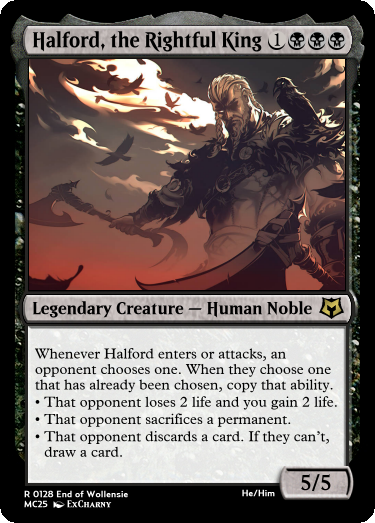 Halford, the Rightful King 1
Legendary Creature — Human Noble
Whenever Halford enters or attacks, an
opponent chooses one. When they choose one
that has already been chosen, copy that ability.
• That opponent loses 2 life and you gain 2 life.
• That opponent sacrifices a permanent.
• That opponent discards a card. If they can't,
draw a card.
5/5
R 0128 End of Wollensie
He/Him
MC25 ExCharny